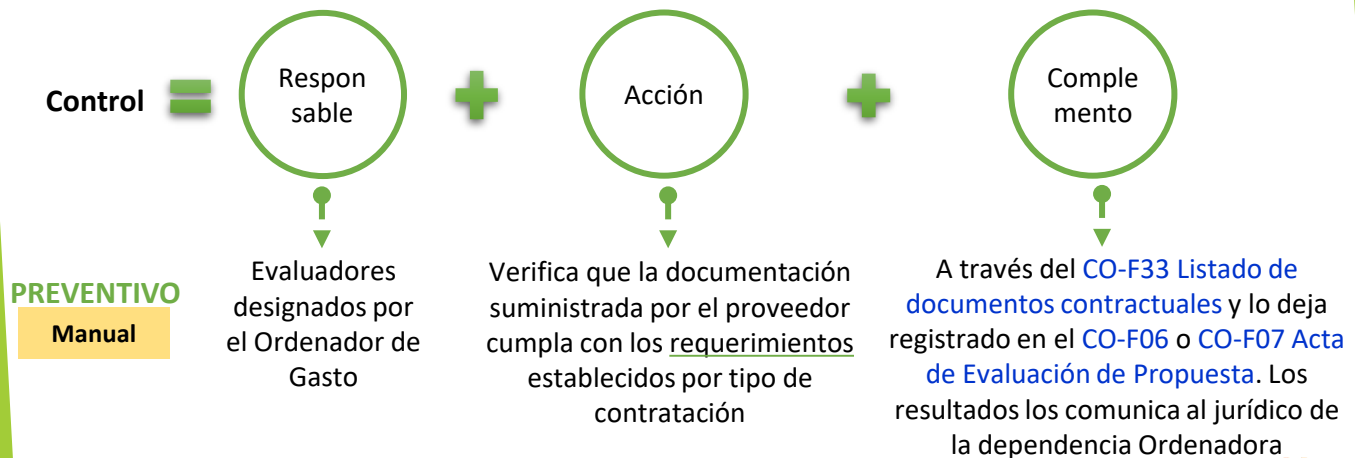 Control
Respon
sable
Acción
Comple
mento
PREVENTIVO
Manual
Evaluadores
designados por
el Ordenador de
Gasto
Verifica que la documentación
suministrada por el proveedor
cumpla con los requerimientos
establecidos por tipo de
contratación
A través del CO-F33 Listado de
documentos contractuales y lo deja
registrado en el CO-F06 o CO-F07 Acta
de Evaluación de Propuesta. Los
resultados los comunica al jurídico de
la dependencia Ordenadora